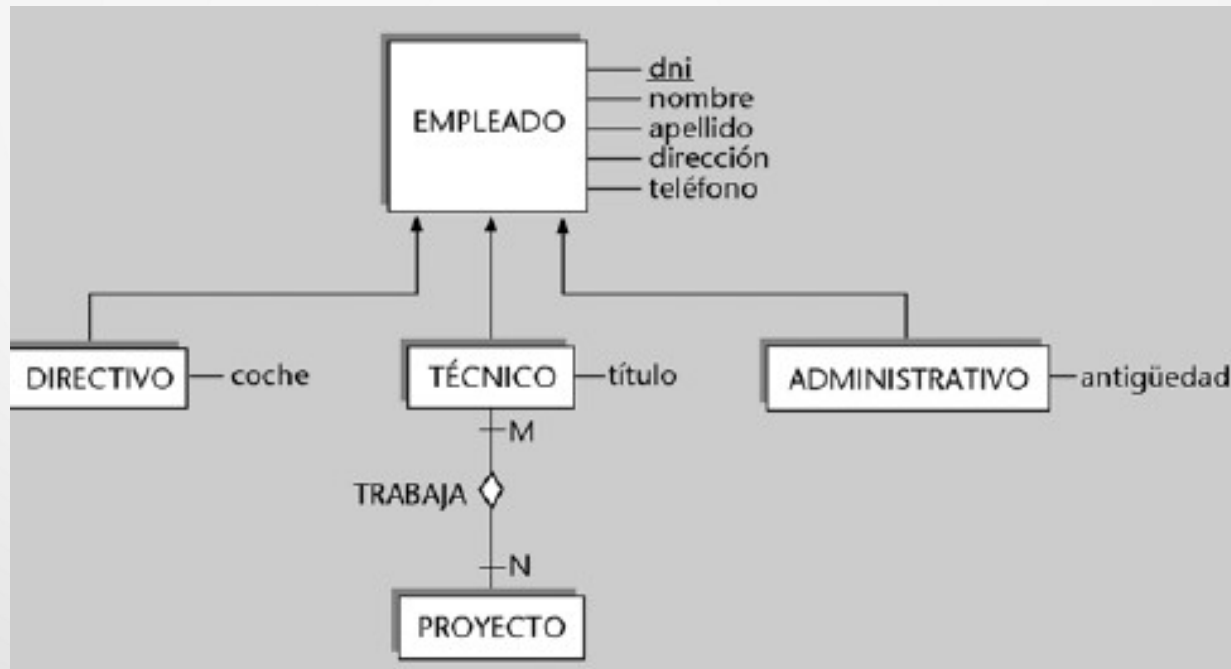 dni
nombre
EMPLEADO
apellido
dirección
teléfono
DIRECTIVO
coche
TÉCNICO
título
ADMINISTRATIVO
antigüedad
M
TRABAJA
N
PROYECTO